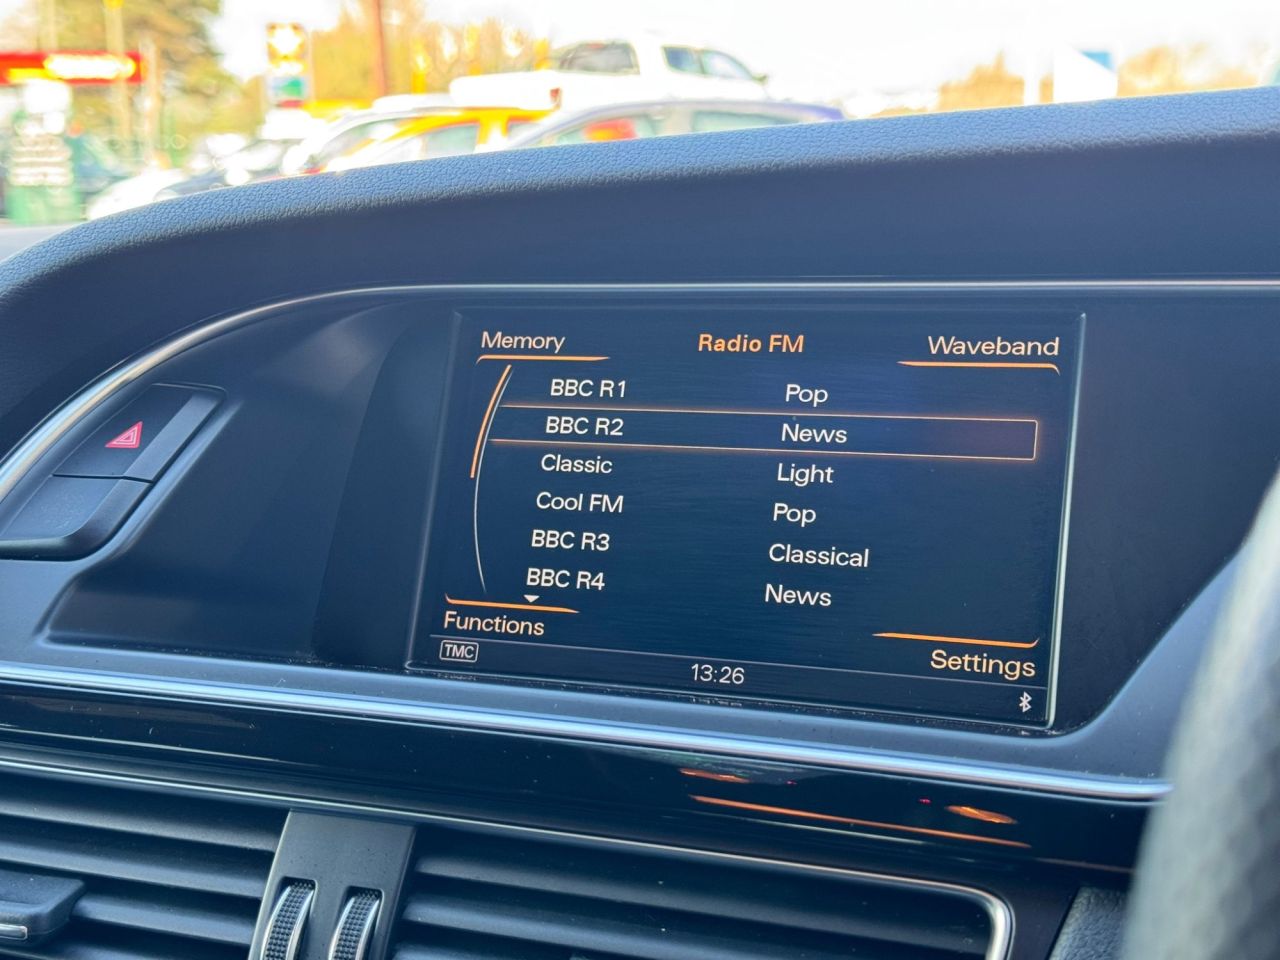 Memory Radio FM Waveband
BBC R1 Pop
BBC R2 News
Classic Light
Cool FM Pop
BBC R3 Classical
BBC R4 News
Functions
Settings
TMC 13:26